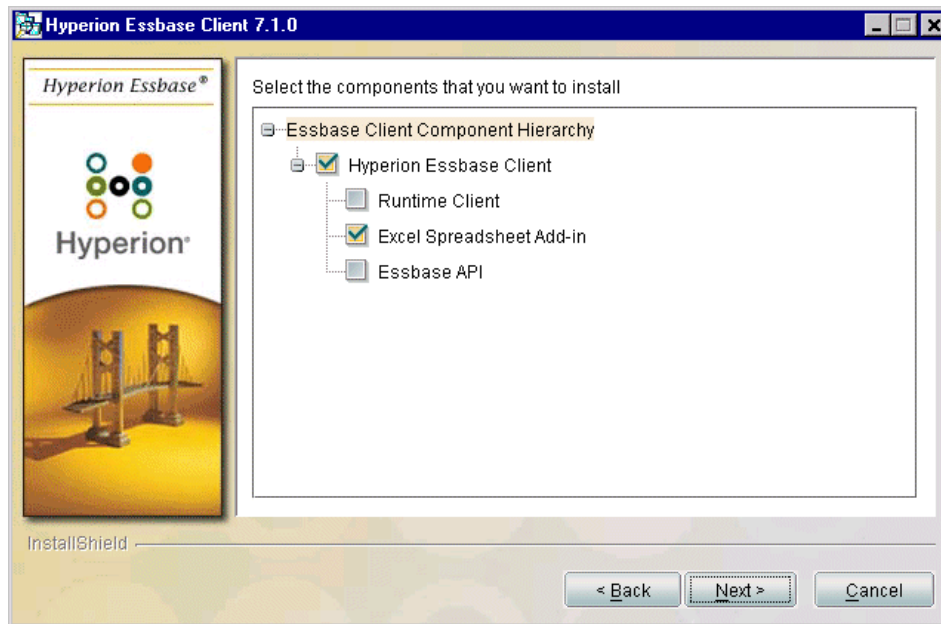 Hyperion Essbase Client 7.1.0
Hyperion Essbase®
Hyperion®
Select the components that you want to install
Essbase Client Component Hierarchy
Hyperion Essbase Client
Runtime Client
Excel Spreadsheet Add-in
Essbase API
InstallShield
< Back
Next >
Cancel